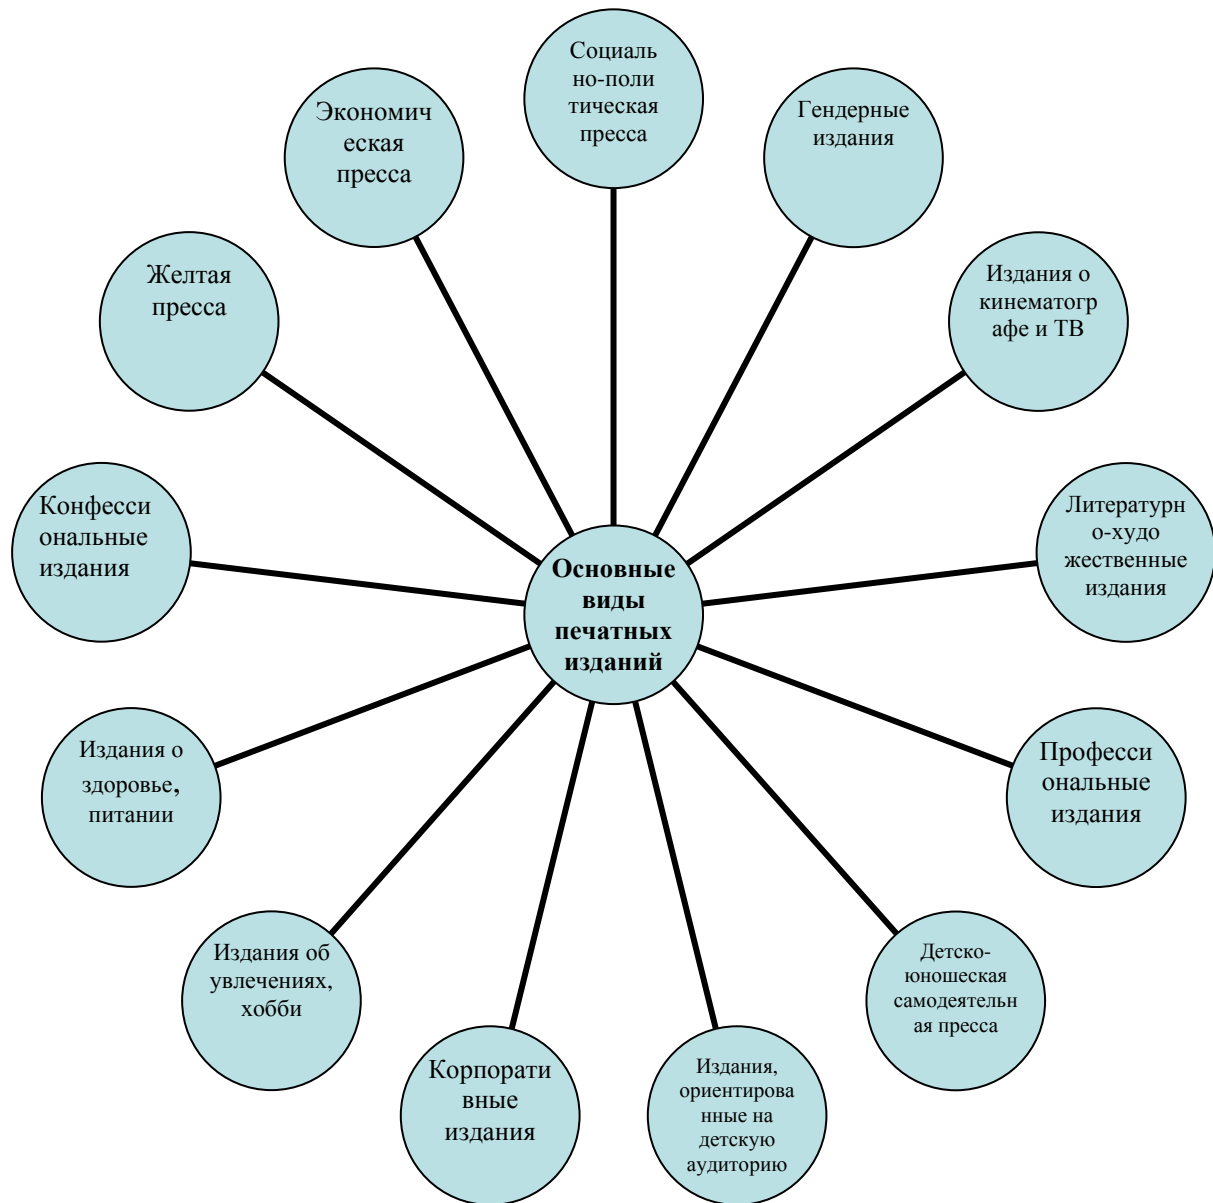 Социаль
но-поли
тическая
пресса
Гендерные
издания
Издания о
кинематогр
афе и ТВ
Литературн
о-худо
жественные
издания
Професси
ональные
издания
Детско-
юношеская
самодеятельн
ая пресса
Издания,
ориентирова
нные на
детскую
аудиторию
Корпорати
вные
издания
Издания об
увлечениях,
хобби
Издания о
здоровье,
питании
Конфесси
ональные
издания
Желтая
пресса
Экономич
еская
пресса
Основные
виды
печатных
изданий